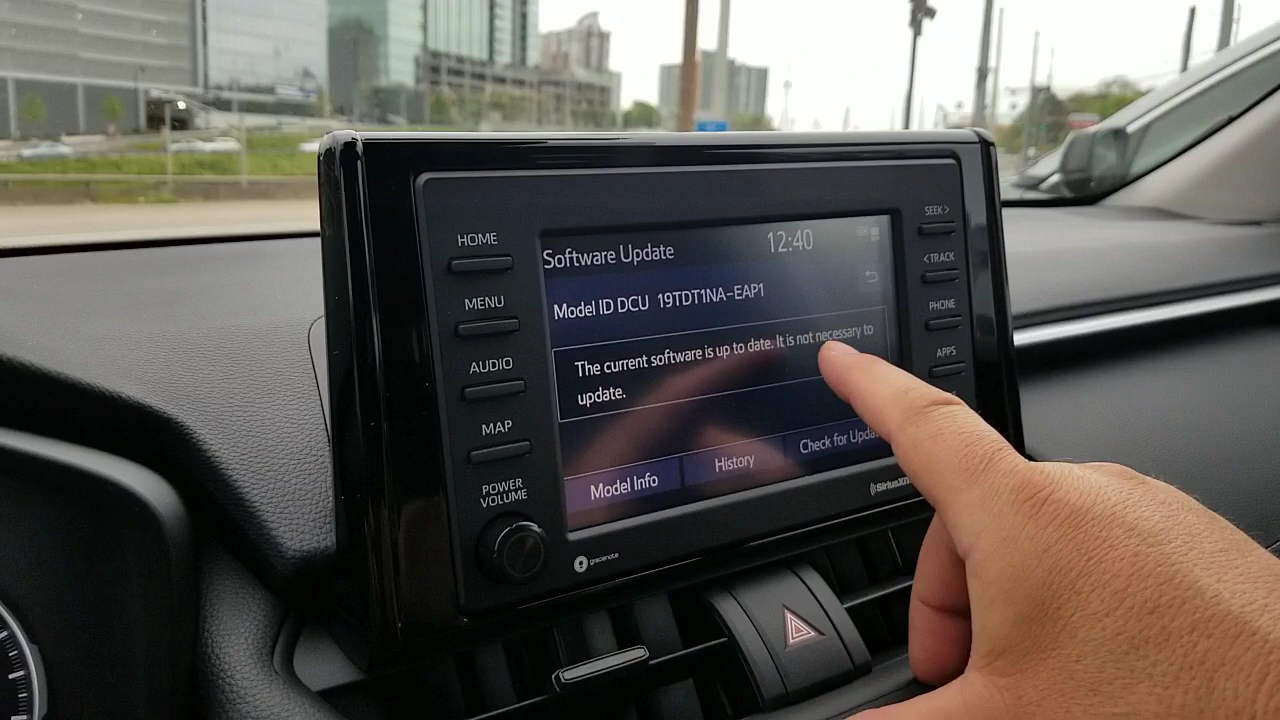 HOME
MENU
AUDIO
MAP
POWER
VOLUME
Software Update
12:40
Model ID DCU 19TDT1NA-EAP1
The current software is up to date. It is not necessary to
update.
Model Info
History
Check for
SEEK>
<TRACK
PHONE
APPS
gracenote